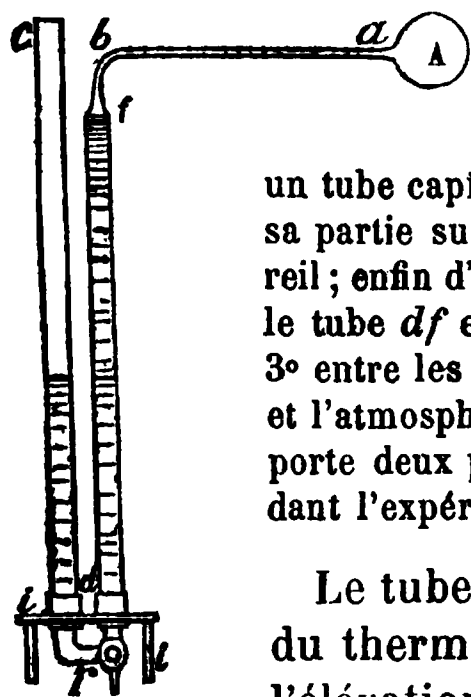 c
b
a
A
f
un tube capi
sa partie su
reil ; enfin d'
le tube df e
3º entre les
et l'atmosph
porte deux p
dant l'expér
d
i
l
r
Le tube
du therm
l'élévation